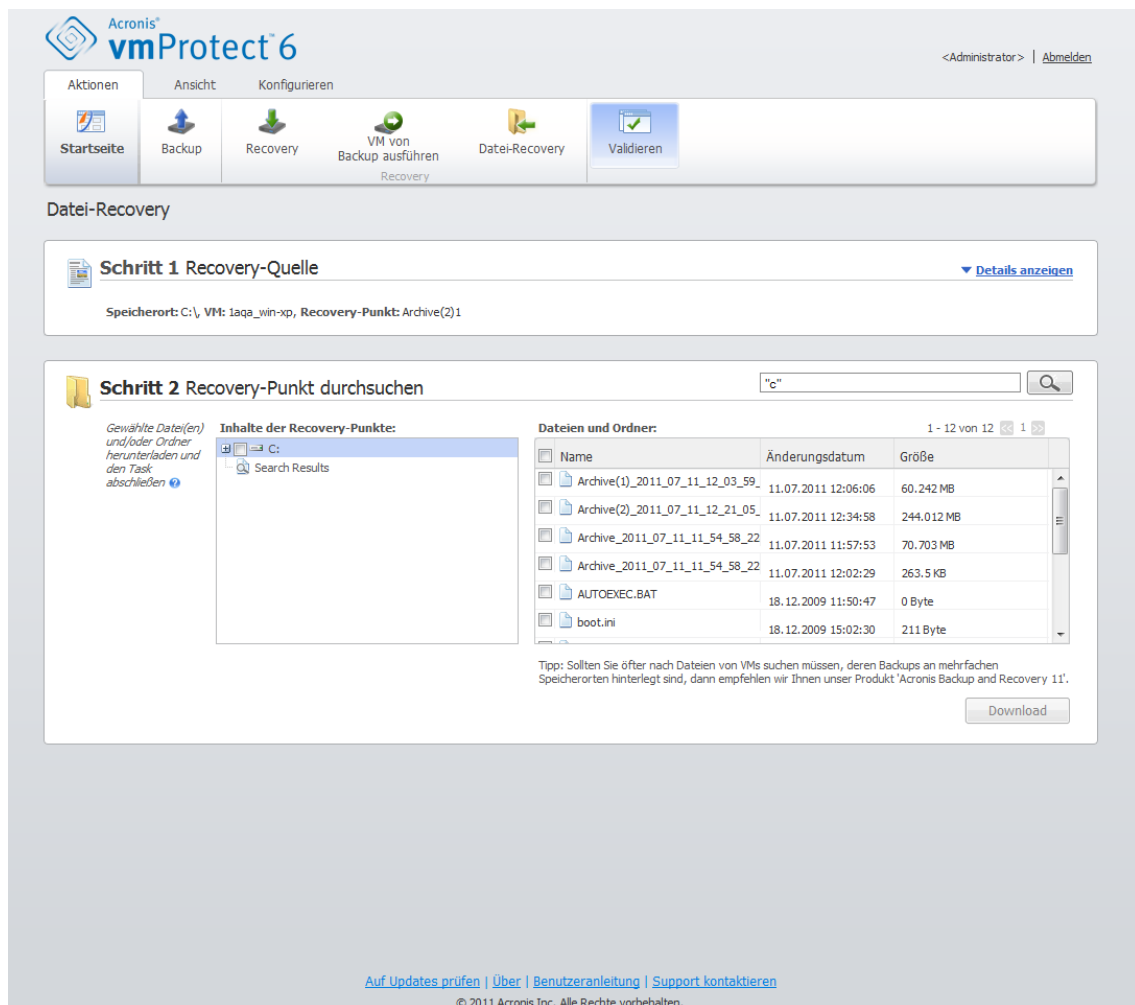 Acronis®
vmProtect™ 6
<Administrator> | Abmelden
Aktionen Ansicht Konfigurieren
Startseite Backup Recovery VM von Backup ausführen Datei-Recovery Validieren
Recovery
Datei-Recovery
Schritt 1 Recovery-Quelle
Details anzeigen
Speicherort: C:\, VM: 1aqa_win-xp, Recovery-Punkt: Archive(2)1
Schritt 2 Recovery-Punkt durchsuchen
"c"
Gewählte Datei(en)
und/oder Ordner
herunterladen und
den Task
abschließen
Inhalte der Recovery-Punkte:
C:
Search Results
Dateien und Ordner:
1 - 12 von 12 << 1 >>
Name Änderungsdatum Größe
Archive(1)_2011_07_11_12_03_59_ 11.07.2011 12:06:06 60.242 MB
Archive(2)_2011_07_11_12_21_05_ 11.07.2011 12:34:58 244.012 MB
Archive_2011_07_11_11_54_58_22 11.07.2011 11:57:53 70.703 MB
Archive_2011_07_11_11_54_58_22 11.07.2011 12:02:29 263.5 KB
AUTOEXEC.BAT 18.12.2009 11:50:47 0 Byte
boot.ini 18.12.2009 15:02:30 211 Byte
Tipp: Sollten Sie öfter nach Dateien von VMs suchen müssen, deren Backups an mehrfachen
Speicherorten hinterlegt sind, dann empfehlen wir Ihnen unser Produkt 'Acronis Backup and Recovery 11'.
Download
Auf Updates prüfen | Über | Benutzeranleitung | Support kontaktieren
© 2011 Acronis Inc. Alle Rechte vorbehalten.